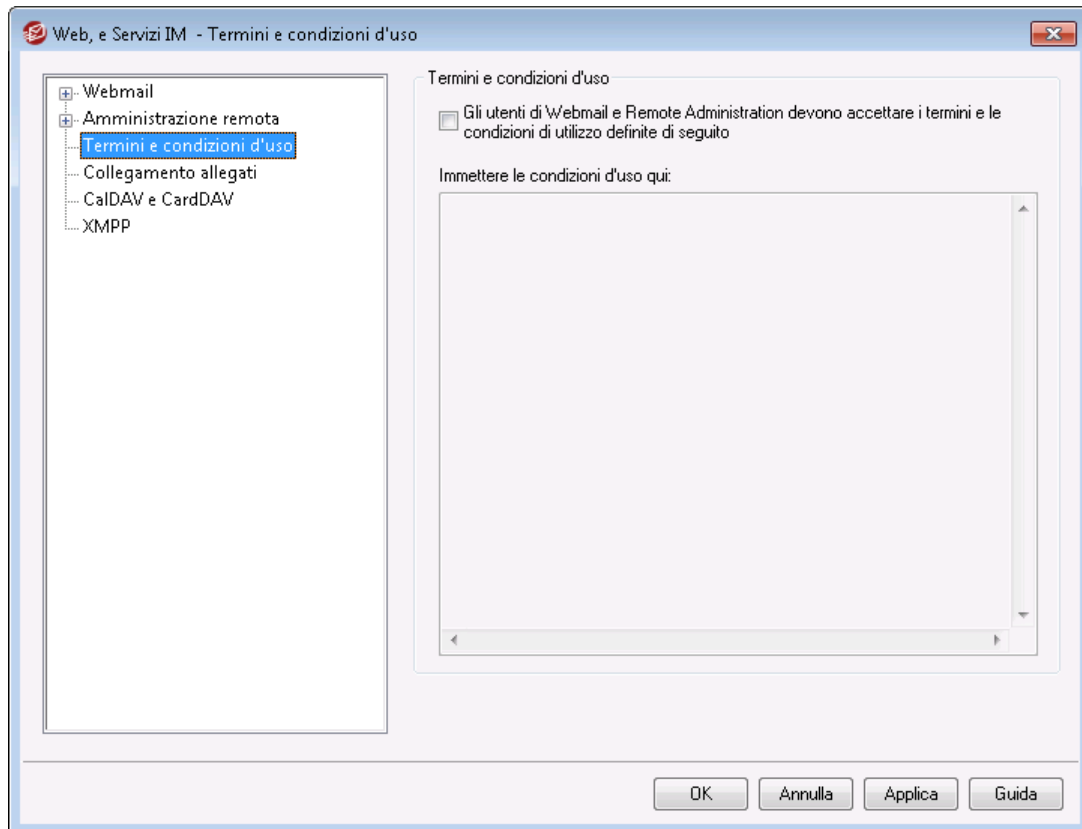 Web, e Servizi IM - Termini e condizioni d'uso
Webmail
Amministrazione remota
Termini e condizioni d'uso
Collegamento allegati
CalDAV e CardDAV
XMPP
Termini e condizioni d'uso
Gli utenti di Webmail e Remote Administration devono accettare i termini e le
condizioni di utilizzo definite di seguito
Immettere le condizioni d'uso qui:
OK
Annulla
Applica
Guida